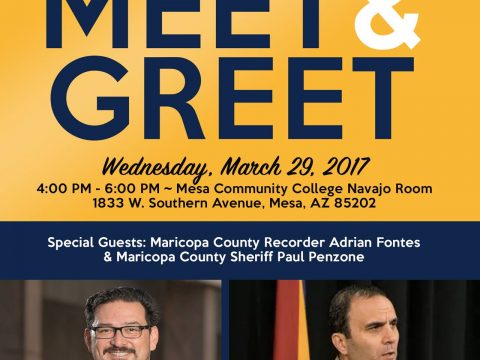 MEET &
GREET
Wednesday, March 29, 2017
4:00 PM - 6:00 PM ~ Mesa Community College Navajo Room
1833 W. Southern Avenue, Mesa, AZ 85202
Special Guests: Maricopa County Recorder Adrian Fontes
& Maricopa County Sheriff Paul Penzone